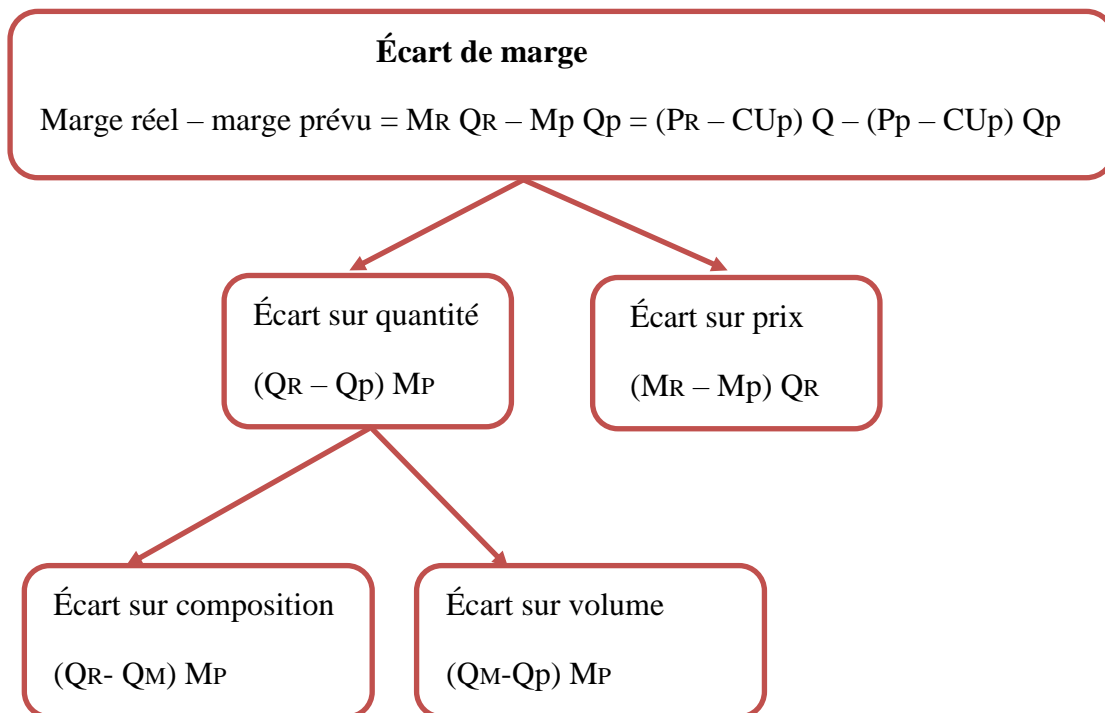 Écart de marge
Marge réel – marge prévu = MR QR – Mp Qp = (PR – CUp) Q – (Pp – CUp) Qp
Écart sur quantité
(QR – Qp) MP
Écart sur prix
(MR – Mp) QR
Écart sur composition
(QR- QM) MP
Écart sur volume
(QM-Qp) MP